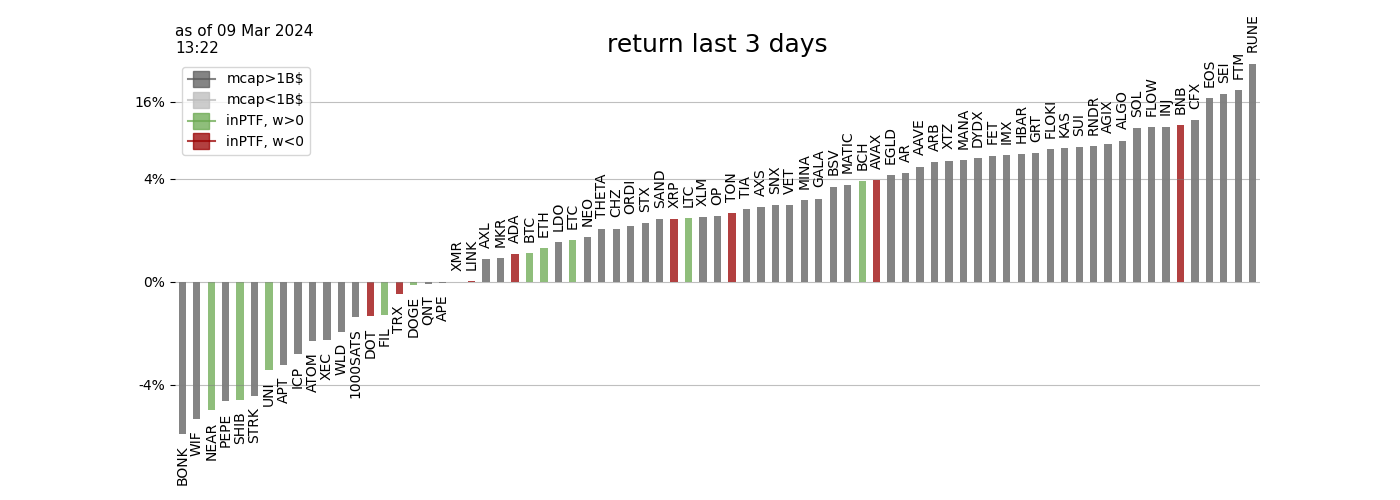 as of 09 Mar 2024
13:22
return last 3 days
mcap>1B$
mcap<1B$
inPTF, w>0
inPTF, w<0
16%
4%
0%
-4%
BONK
WIF
NEAR
PEPE
SHIB
STRK
UNI
APT
ICP
ATOM
XEC
WLD
1000SATS
DOT
FIL
TRX
DOGE
QNT
APE
XMR
LINK
AXL
MKR
ADA
BTC
ETH
LDO
ETC
NEO
THETA
CHZ
ORDI
STX
SAND
XRP
LTC
XLM
OP
TON
TIA
AXS
SNX
VET
MINA
GALA
BSV
MATIC
BCH
AVAX
EGLD
AR
AAVE
ARB
XTZ
MANA
DYDX
FET
IMX
HBAR
GRT
FLOKI
KAS
SUI
RNDR
AGIX
ALGO
SOL
FLOW
INJ
BNB
CFX
EOS
SEI
FTM
RUNE